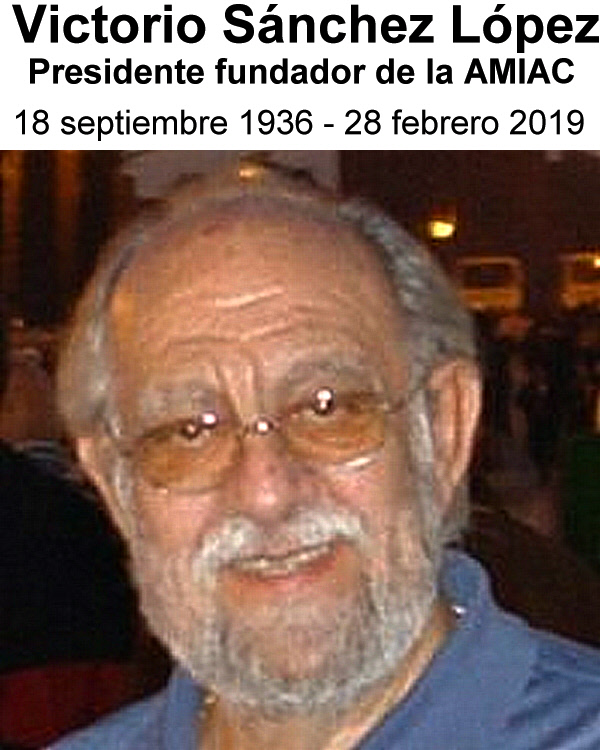 Victorio Sánchez López
Presidente fundador de la AMIAC
18 septiembre 1936 - 28 febrero 2019